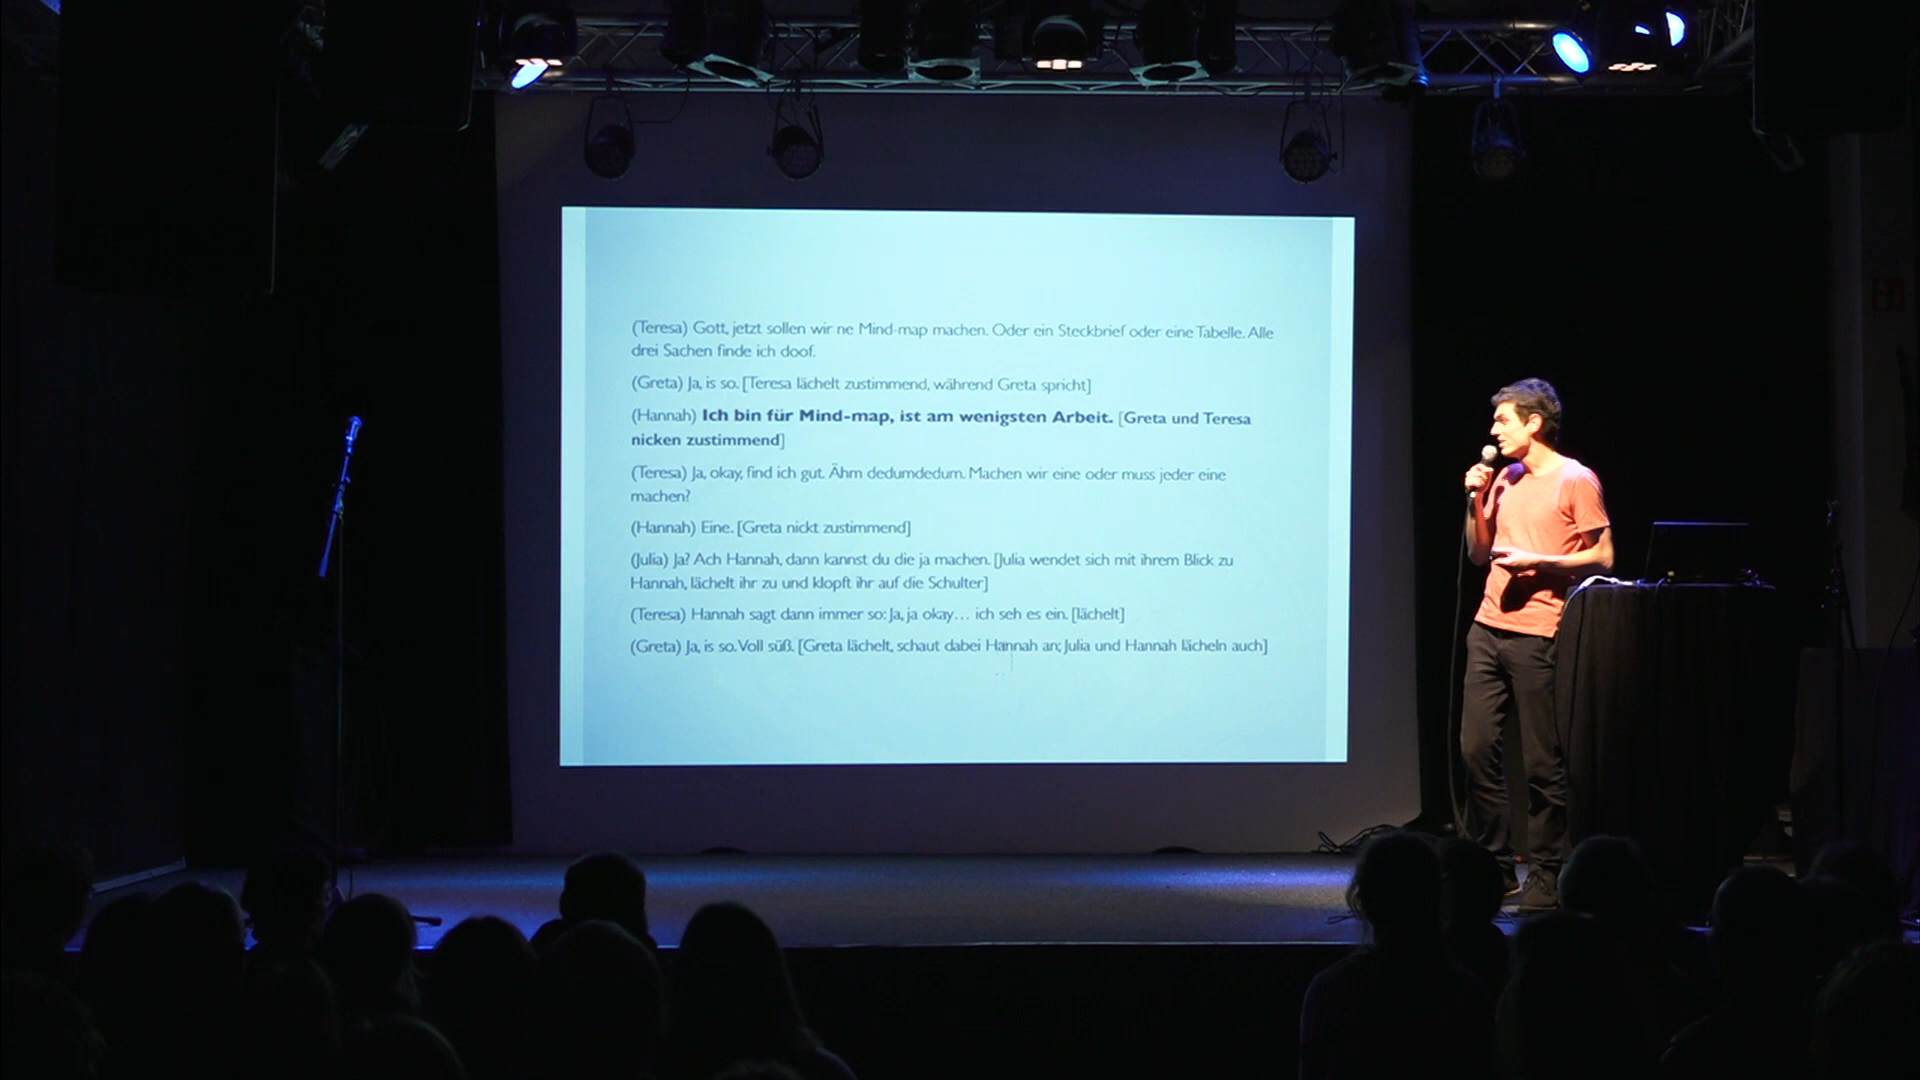 (Teresa) Gott, jetzt sollen wir ne Mind-map machen. Oder ein Steckbrief oder eine Tabelle. Alle
drei Sachen finde ich doof.
(Greta) Ja, is so. [Teresa lächelt zustimmend, während Greta spricht]
(Hannah) Ich bin für Mind-map, ist am wenigsten Arbeit. [Greta und Teresa
nicken zustimmend]
(Teresa) Ja, okay, find ich gut. Ähm dedumdedum. Machen wir eine oder muss jeder eine
machen?
(Hannah) Eine. [Greta nickt zustimmend]
(Julia) Ja? Ach Hannah, dann kannst du die ja machen. [Julia wendet sich mit ihrem Blick zu
Hannah, lächelt ihr zu und klopft ihr auf die Schulter]
(Teresa) Hannah sagt dann immer so: Ja, ja okay… ich seh es ein. [lächelt]
(Greta) Ja, is so. Voll süß. [Greta lächelt, schaut dabei Hannah an; Julia und Hannah lächeln auch]